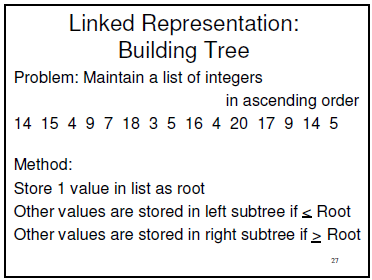 Linked Representation:
Building Tree
Problem: Maintain a list of integers
in ascending order
14 15 4 9 7 18 3 5 16 4 20 17 9 14 5
Method:
Store 1 value in list as root
Other values are stored in left subtree if < Root
Other values are stored in right subtree if > Root
27